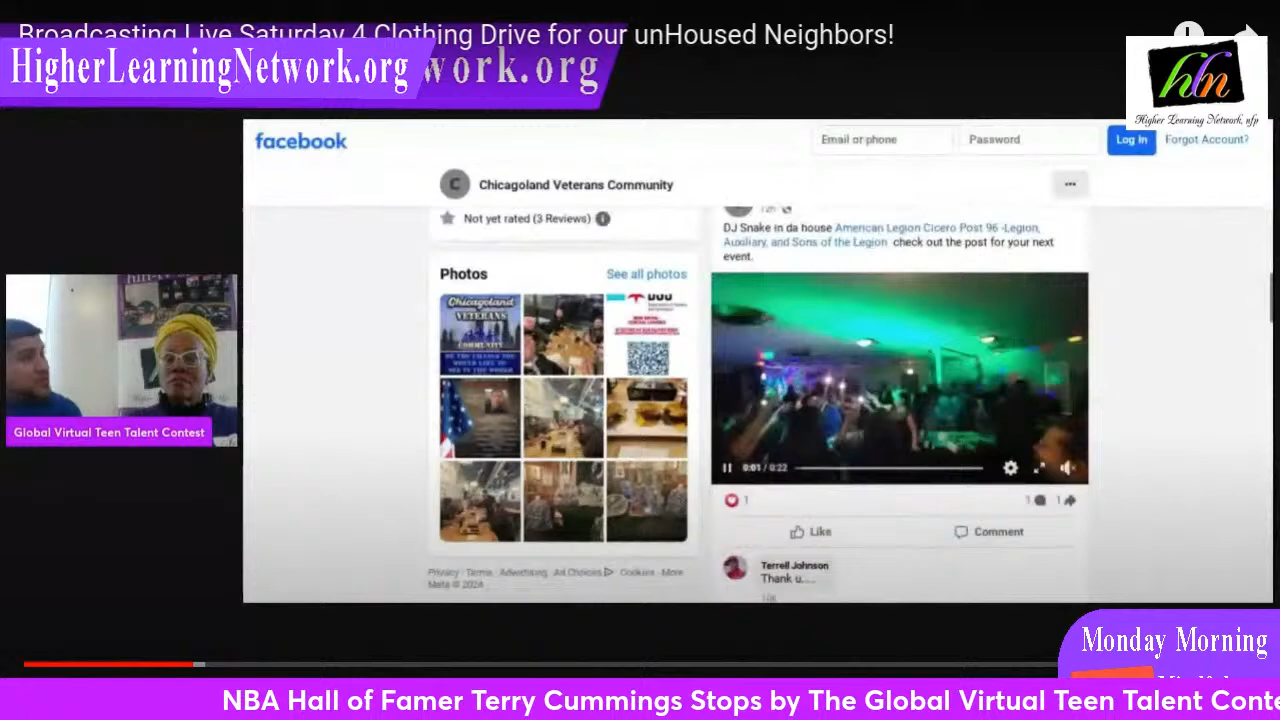 Broadcasting Live Saturday 4 Clothing Drive for our unHoused Neighbors!
HigherLearningNetwork.org
work.org
hln
Higher Learning Network, nfp
facebook
Email or phone
Password
Log In
Forgot Account?
C
Chicagoland Veterans Community
Not yet rated (3 Reviews)
Photos
See all photos
Chicagoland
VETERANS
COMMUNITY
DJ Snake in da house American Legion Cicero Post 96 -Legion,
Auxiliary, and Sons of the Legion check out the post for your next
event.
0:01 / 0:22
1
1 1
Like
Comment
Terrell Johnson
Thank u.....
Privacy · Terms · Advertising · Ad Choices · Cookies · More
Meta © 2024
Global Virtual Teen Talent Contest
Monday Morning
NBA Hall of Famer Terry Cummings Stops by The Global Virtual Teen Talent Conte